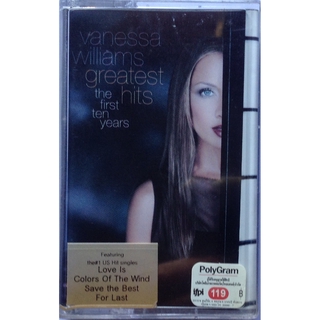 vanessa
williams
greatest
the hits
first
ten
years
Featuring
the#1 US Hit singles
Love Is
Colors Of The Wind
Save the Best
For Last
PolyGram
ifpi 119 ฿